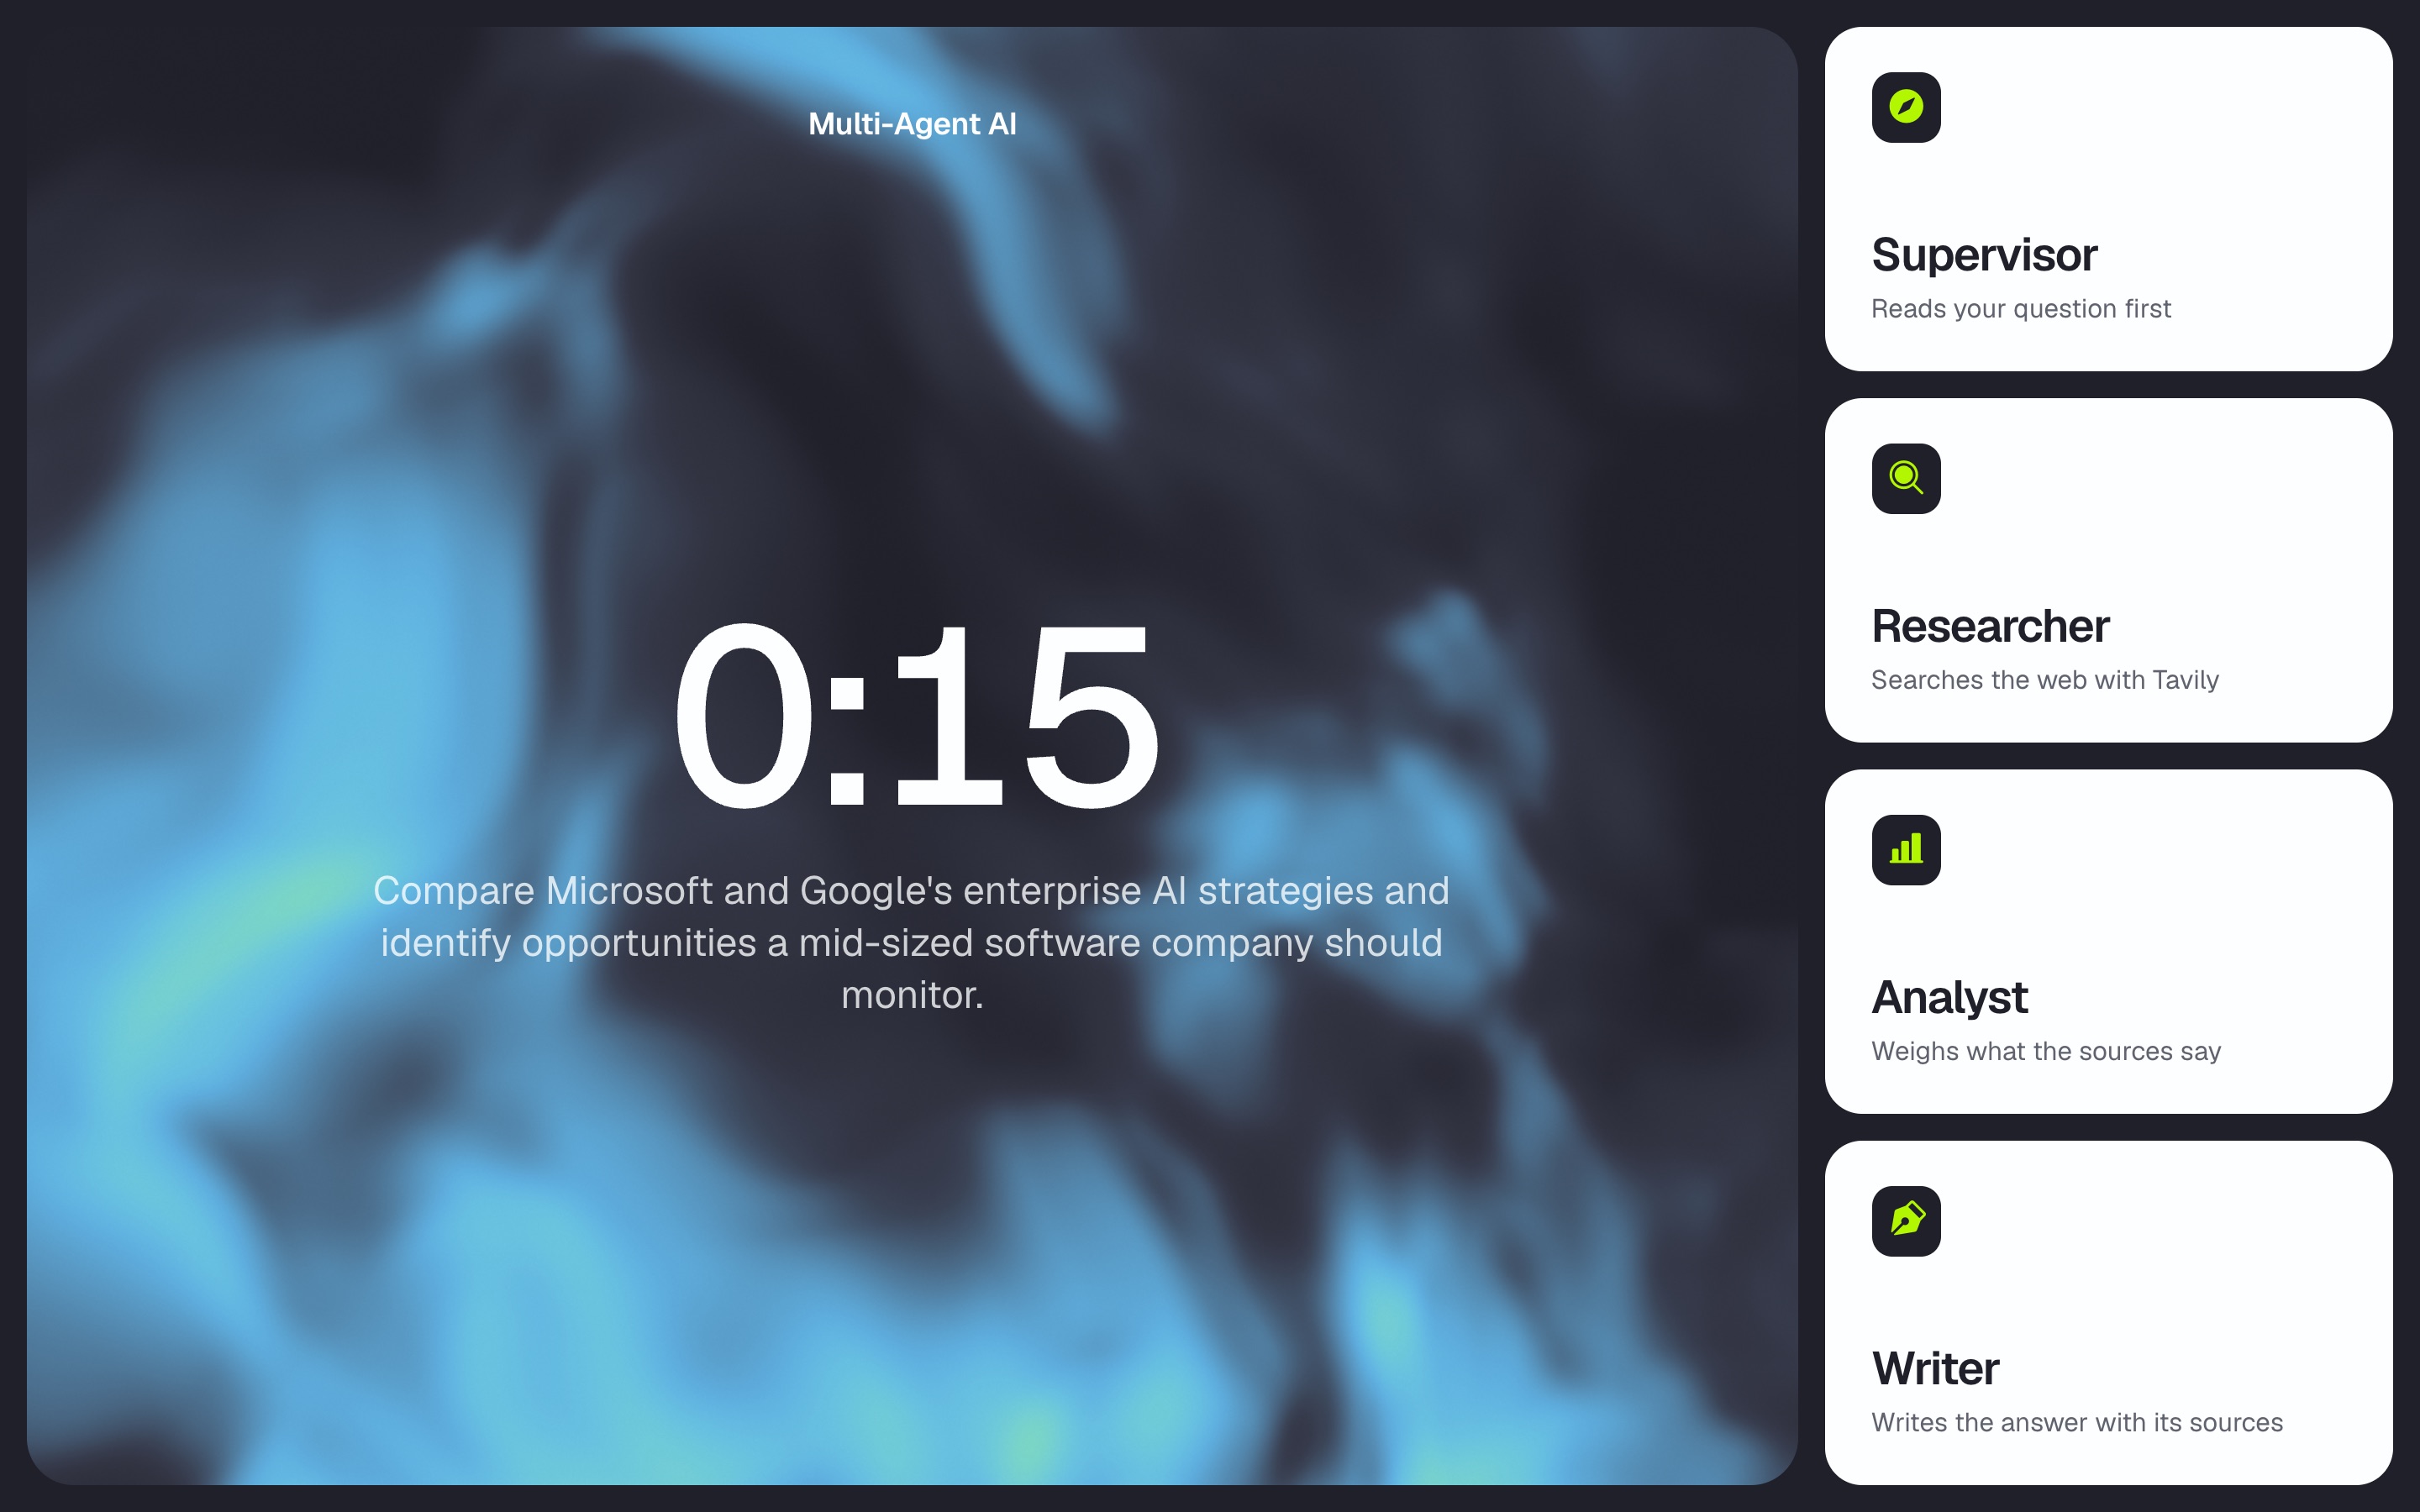 Multi-Agent AI
0:15
Compare Microsoft and Google's enterprise AI strategies and
identify opportunities a mid-sized software company should
monitor.
Supervisor
Reads your question first
Researcher
Searches the web with Tavily
Analyst
Weighs what the sources say
Writer
Writes the answer with its sources